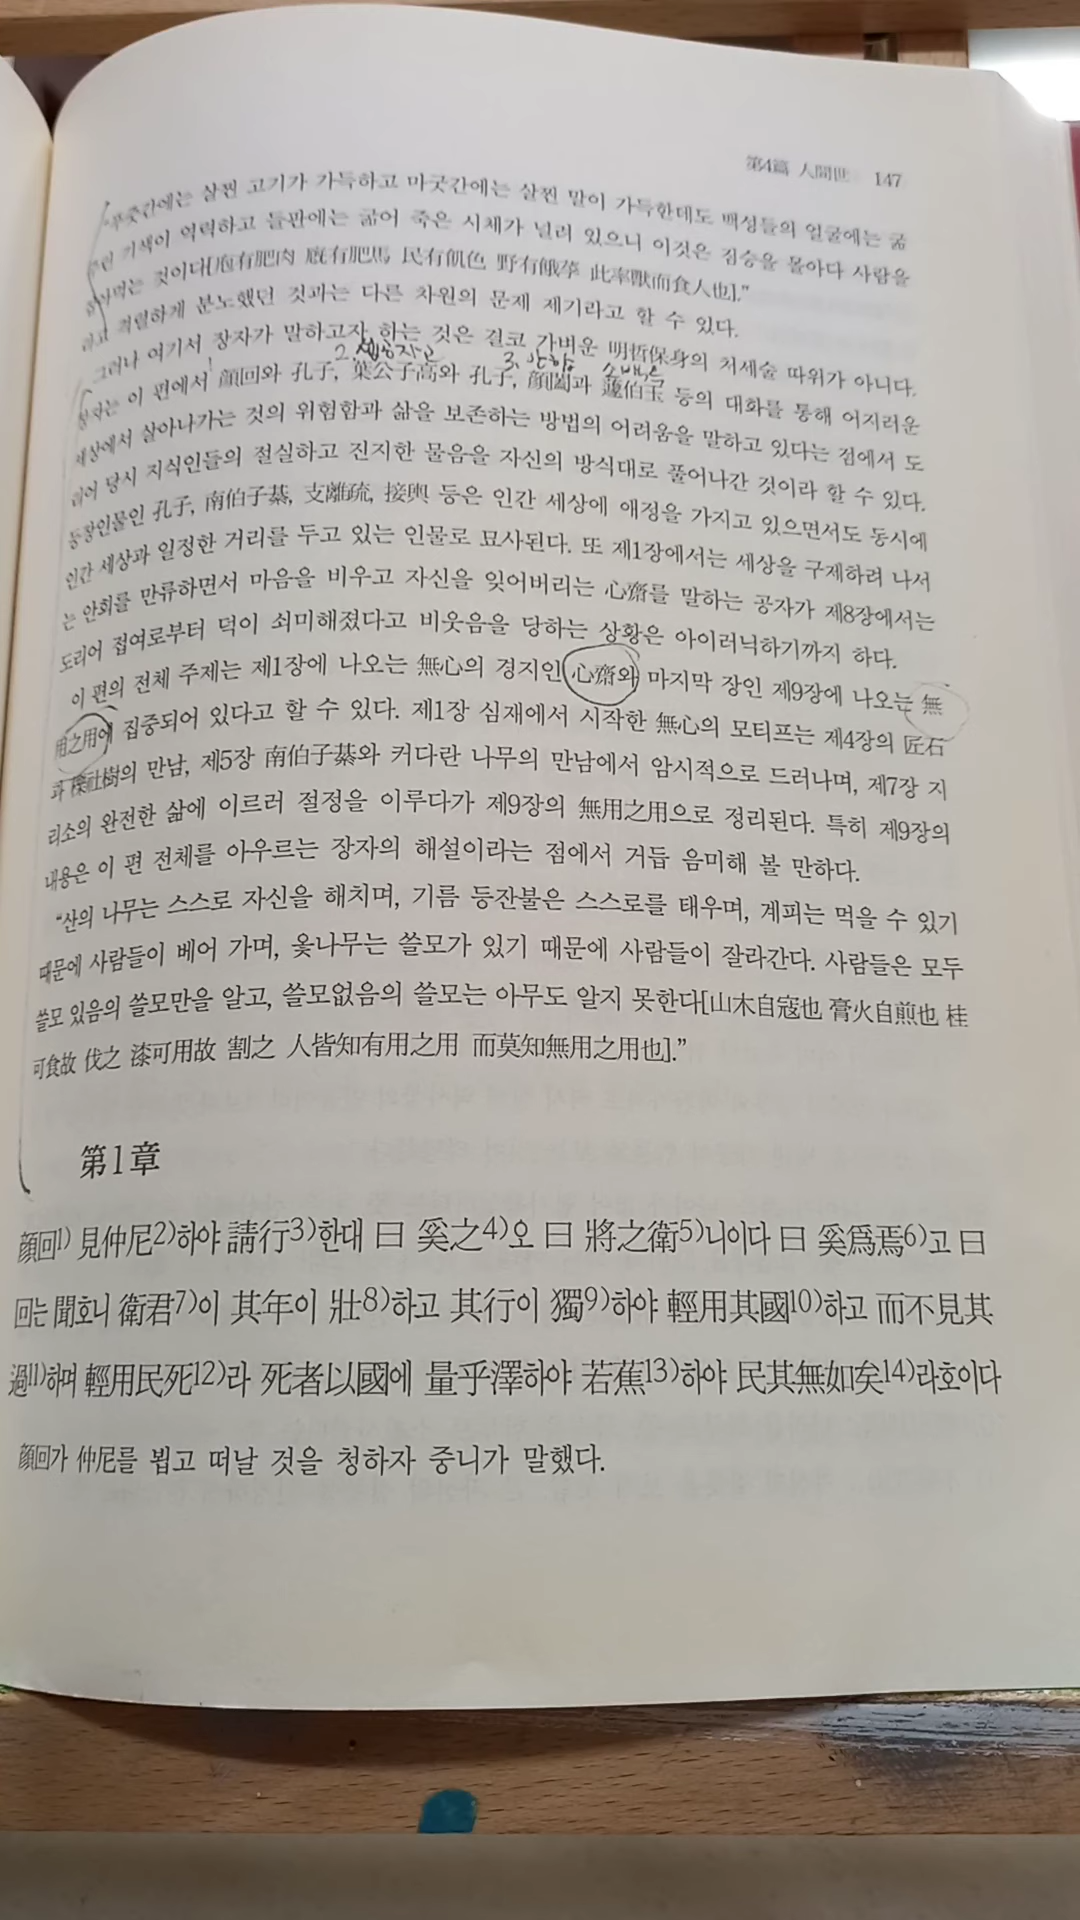 第4篇 人間世 147
“푸줏간에는 살찐 고기가 가득하고 마굿간에는 살찐 말이 가득한데도 백성들의 얼굴에는 굶
주린 기색이 역력하고 들판에는 굶어 죽은 시체가 널려 있으니 이것은 짐승을 몰아다 사람을
잡아먹는 것이다[庖有肥肉 廐有肥馬 民有飢色 野有餓莩 此率獸而食人也].”
라고 격렬하게 분노했던 것과는 다른 차원의 문제 제기라고 할 수 있다.
그러나 여기서 장자가 말하고자 하는 것은 결코 가벼운 明哲保身의 처세술 따위가 아니다.
2. 섭공자고 3. 안합 거백옥
장자는 이 편에서 顔回와 孔子, 葉公子高와 孔子, 顔闔과 蘧伯玉 등의 대화를 통해 어지러운
세상에서 살아나가는 것의 위험함과 삶을 보존하는 방법의 어려움을 말하고 있다는 점에서 도
리어 당시 지식인들의 절실하고 진지한 물음을 자신의 방식대로 풀어나간 것이라 할 수 있다.
등장인물인 孔子, 南伯子綦, 支離疏, 接輿 등은 인간 세상에 애정을 가지고 있으면서도 동시에
인간 세상과 일정한 거리를 두고 있는 인물로 묘사된다. 또 제1장에서는 세상을 구제하려 나서
는 안회를 만류하면서 마음을 비우고 자신을 잊어버리는 心齋를 말하는 공자가 제8장에서는
도리어 접여로부터 덕이 쇠미해졌다고 비웃음을 당하는 상황은 아이러닉하기까지 하다.
이 편의 전체 주제는 제1장에 나오는 無心의 경지인 心齋와 마지막 장인 제9장에 나오는 無
用之用에 집중되어 있다고 할 수 있다. 제1장 심재에서 시작한 無心의 모티프는 제4장의 匠石
과 櫟社樹의 만남, 제5장 南伯子綦와 커다란 나무의 만남에서 암시적으로 드러나며, 제7장 지
리소의 완전한 삶에 이르러 절정을 이루다가 제9장의 無用之用으로 정리된다. 특히 제9장의
내용은 이 편 전체를 아우르는 장자의 해설이라는 점에서 거듭 음미해 볼 만하다.
“산의 나무는 스스로 자신을 해치며, 기름 등잔불은 스스로를 태우며, 계피는 먹을 수 있기
때문에 사람들이 베어 가며, 옻나무는 쓸모가 있기 때문에 사람들이 잘라간다. 사람들은 모두
쓸모 있음의 쓸모만을 알고, 쓸모없음의 쓸모는 아무도 알지 못한다[山木自寇也 膏火自煎也 桂
可食故 伐之 漆可用故 割之 人皆知有用之用 而莫知無用之用也].”
第1章
顔回1) 見仲尼2)하야 請行3)한대 曰 奚之4)오 曰 將之衛5)니이다 曰 奚爲焉6)고 曰
回는 聞호니 衛君7)이 其年이 壯8)하고 其行이 獨9)하야 輕用其國10)하고 而不見其
過11)하며 輕用民死12)라 死者以國에 量乎澤하야 若蕉13)하야 民其無如矣14)라호이다
顔回가 仲尼를 뵙고 떠날 것을 청하자 중니가 말했다.